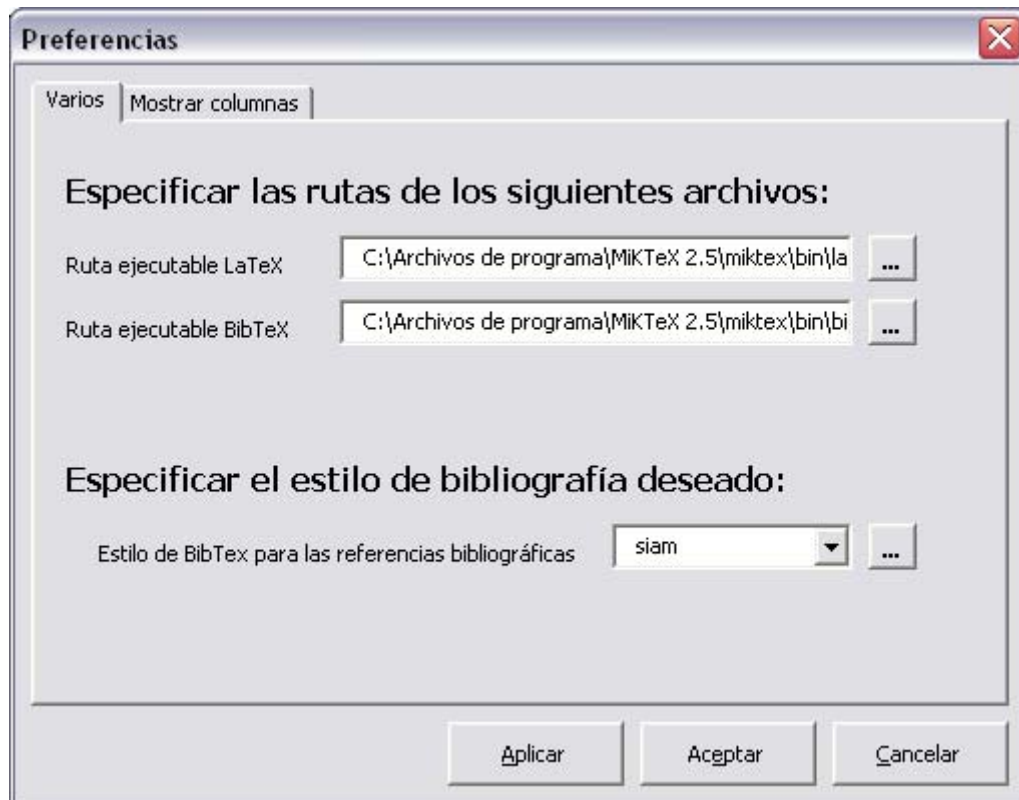 Preferencias
Varios
Mostrar columnas
Especificar las rutas de los siguientes archivos:
Ruta ejecutable LaTeX
C:\Archivos de programa\MiKTeX 2.5\miktex\bin\la
...
Ruta ejecutable BibTeX
C:\Archivos de programa\MiKTeX 2.5\miktex\bin\bi
...
Especificar el estilo de bibliografía deseado:
Estilo de BibTex para las referencias bibliográficas
siam
...
Aplicar
Aceptar
Cancelar